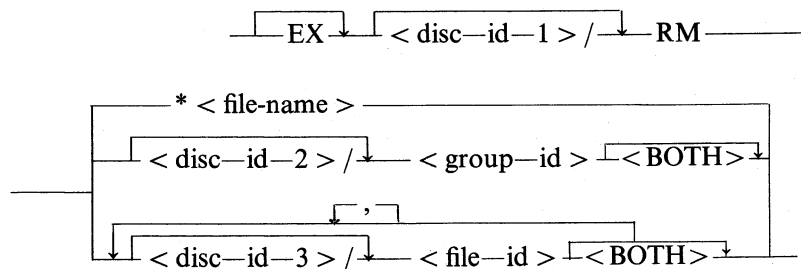 EX <disc—id—1>/ RM
* <file-name>
<disc—id—2>/ <group—id> <BOTH>
,
<disc—id—3>/ <file—id> <BOTH>